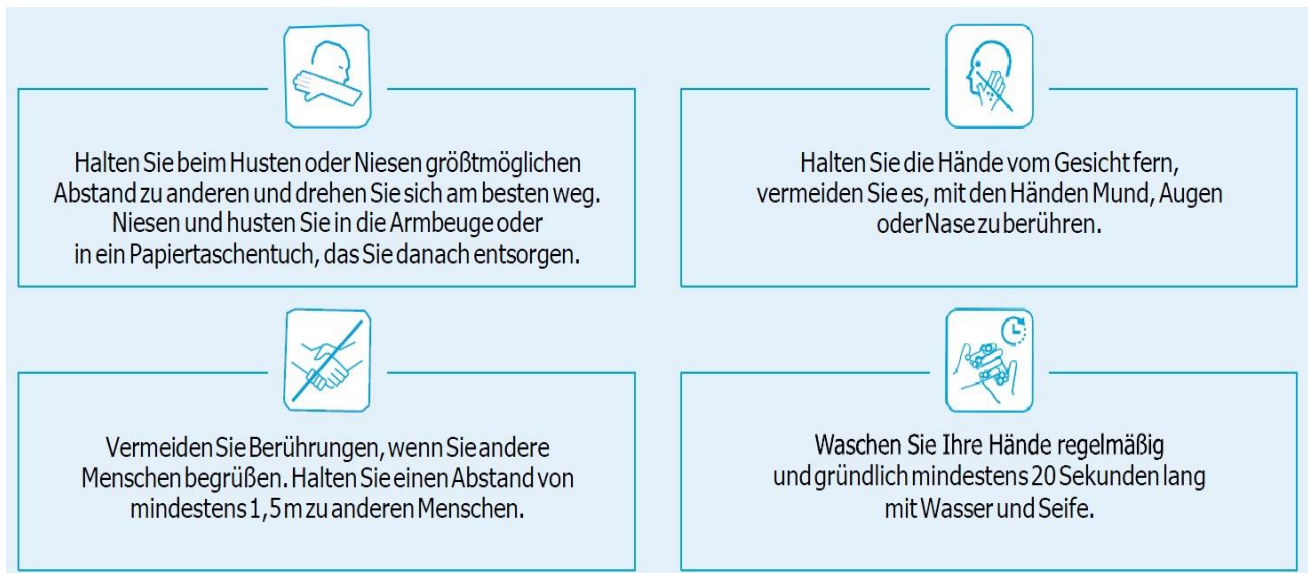 Halten Sie beim Husten oder Niesen größtmöglichen
Abstand zu anderen und drehen Sie sich am besten weg.
Niesen und husten Sie in die Armbeuge oder
in ein Papiertaschentuch, das Sie danach entsorgen.
Halten Sie die Hände vom Gesicht fern,
vermeiden Sie es, mit den Händen Mund, Augen
oder Nase zu berühren.
Vermeiden Sie Berührungen, wenn Sie andere
Menschen begrüßen. Halten Sie einen Abstand von
mindestens 1,5 m zu anderen Menschen.
Waschen Sie Ihre Hände regelmäßig
und gründlich mindestens 20 Sekunden lang
mit Wasser und Seife.